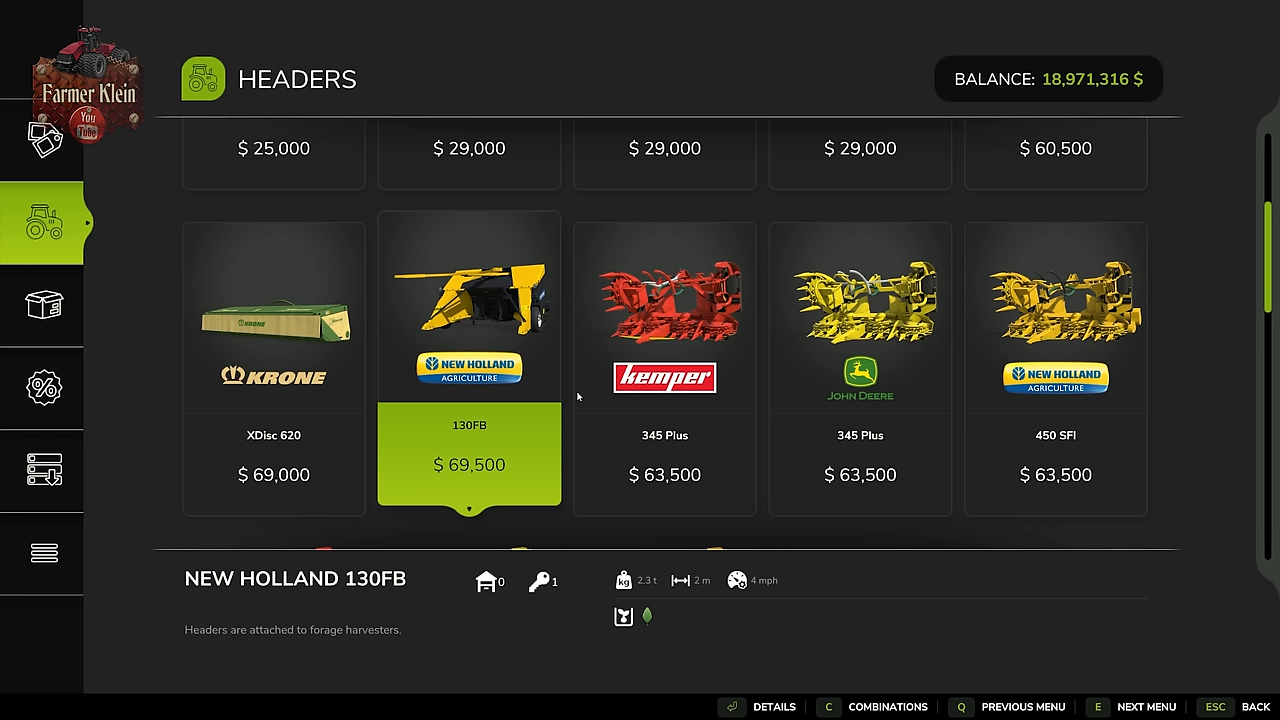 Farmer Klein
You
Tube
HEADERS
BALANCE: 18,971,316 $
$ 25,000
$ 29,000
$ 29,000
$ 29,000
$ 60,500
KRONE
KRONE
XDisc 620
$ 69,000
NEW HOLLAND
AGRICULTURE
130FB
$ 69,500
kemper
345 Plus
$ 63,500
JOHN DEERE
345 Plus
$ 63,500
NEW HOLLAND
AGRICULTURE
450 SFI
$ 63,500
NEW HOLLAND 130FB
0
1
kg 2.3 t
2 m
4 mph
Headers are attached to forage harvesters.
DETAILS
C COMBINATIONS
Q PREVIOUS MENU
E NEXT MENU
ESC BACK